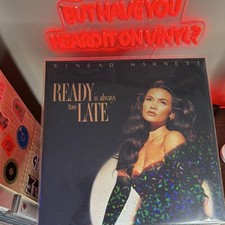 BUT HAVE YOU
HEARD IT ON VINYL?
SINEAD HARNETT
READY is always
too LATE